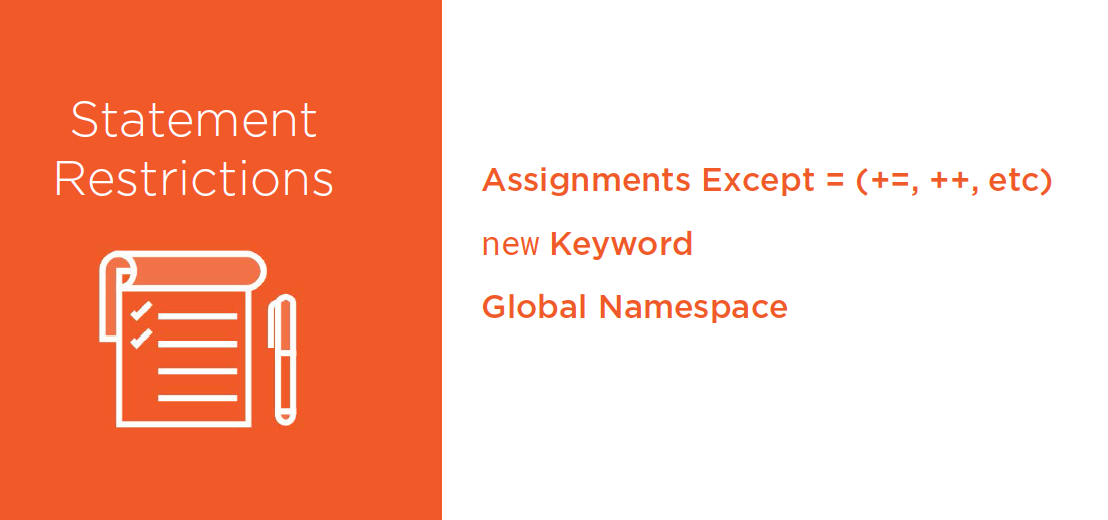 Statement
Restrictions
Assignments Except = (+=, ++, etc)
new Keyword
Global Namespace